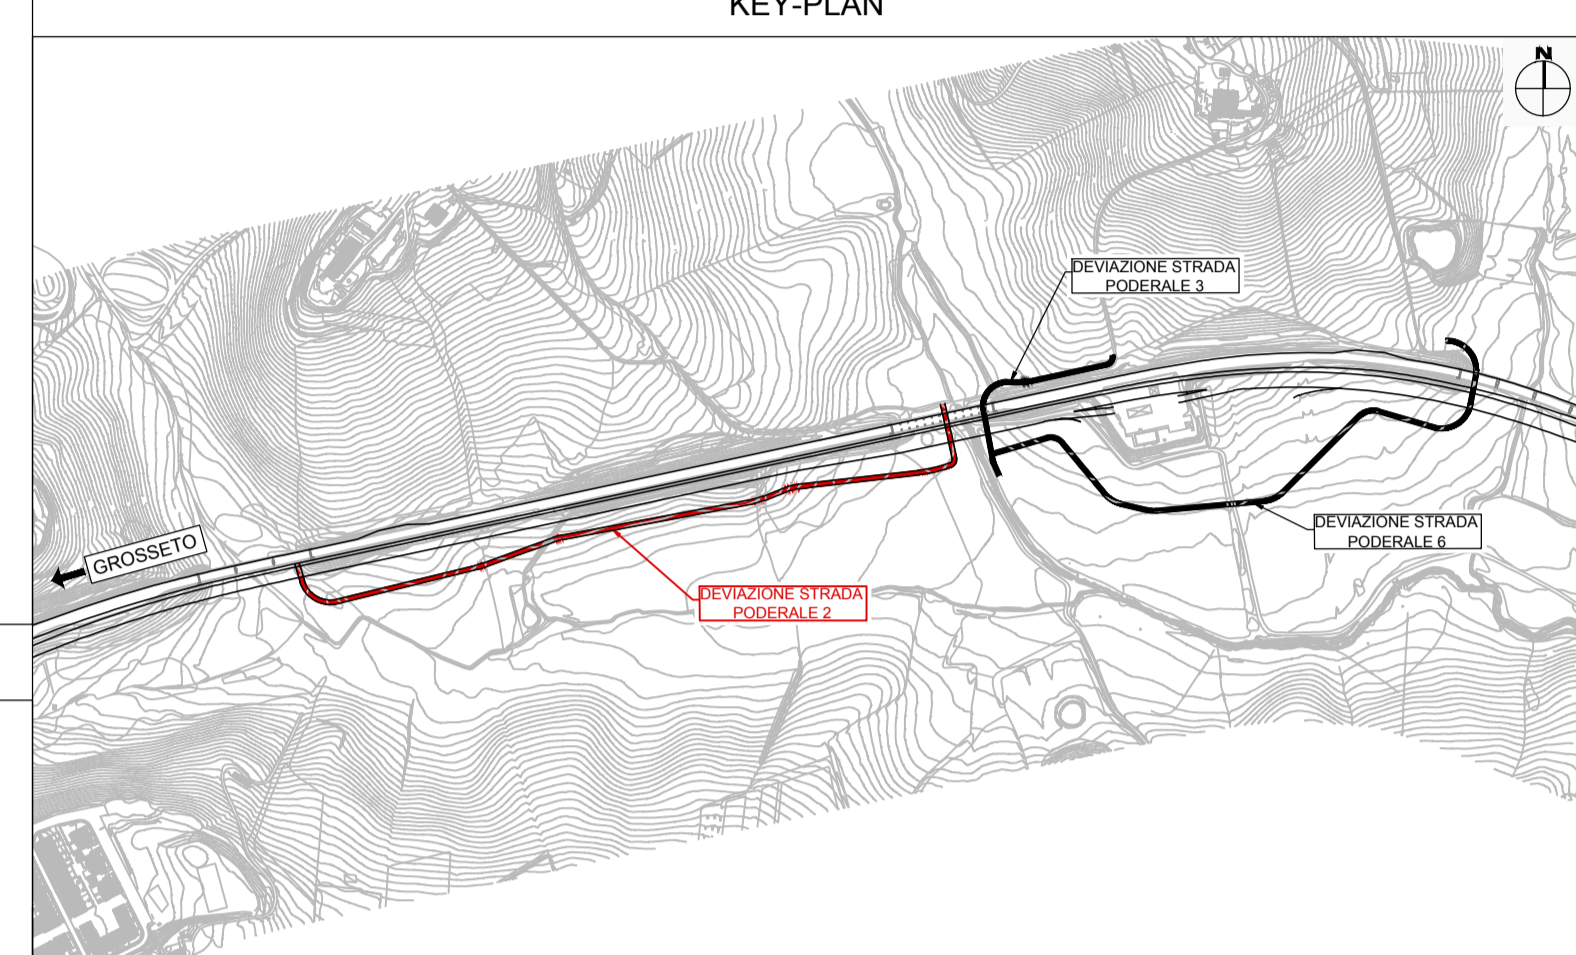 KEY-PLAN
N
DEVIAZIONE STRADA
PODERALE 3
GROSSETO
DEVIAZIONE STRADA
PODERALE 6
DEVIAZIONE STRADA
PODERALE 2